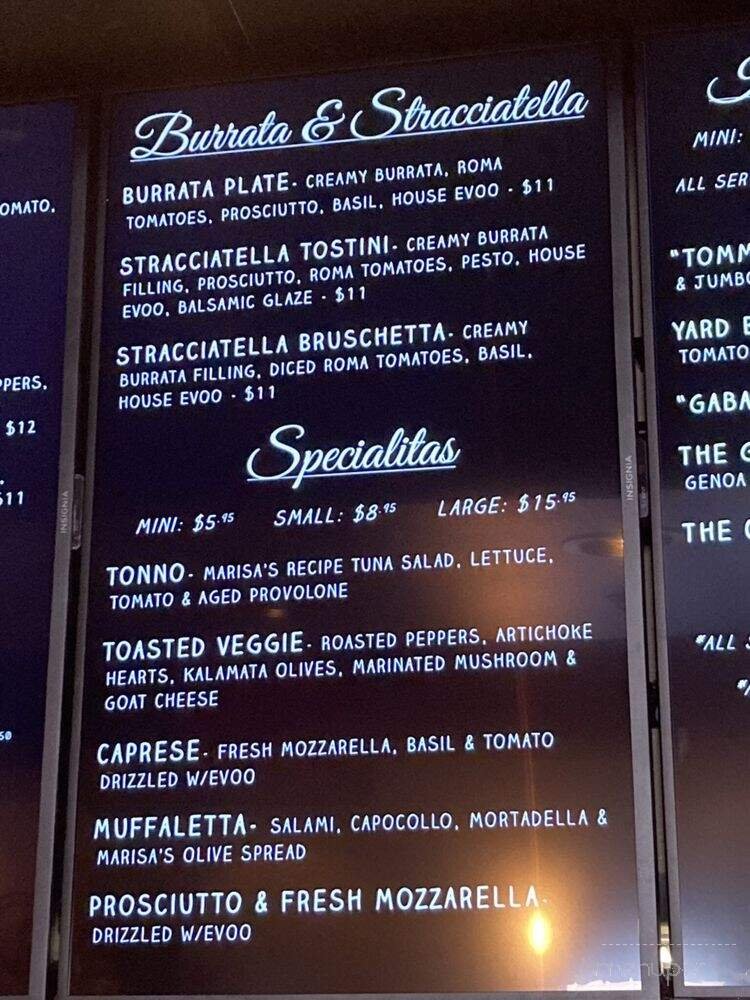 OMATO,
PPERS,
$12
$11
Burrata & Stracciatella
BURRATA PLATE- CREAMY BURRATA, ROMA
TOMATOES, PROSCIUTTO, BASIL, HOUSE EVOO - $11
STRACCIATELLA TOSTINI- CREAMY BURRATA
FILLING, PROSCIUTTO, ROMA TOMATOES, PESTO, HOUSE
EVOO, BALSAMIC GLAZE - $11
STRACCIATELLA BRUSCHETTA- CREAMY
BURRATA FILLING, DICED ROMA TOMATOES, BASIL,
HOUSE EVOO - $11
Specialitas
MINI: $5.95 SMALL: $8.95 LARGE: $15.95
TONNO- MARISA'S RECIPE TUNA SALAD, LETTUCE,
TOMATO & AGED PROVOLONE
TOASTED VEGGIE- ROASTED PEPPERS, ARTICHOKE
HEARTS, KALAMATA OLIVES, MARINATED MUSHROOM &
GOAT CHEESE
CAPRESE- FRESH MOZZARELLA, BASIL & TOMATO
DRIZZLED W/EVOO
MUFFALETTA- SALAMI, CAPOCOLLO, MORTADELLA &
MARISA'S OLIVE SPREAD
PROSCIUTTO & FRESH MOZZARELLA-
DRIZZLED W/EVOO
INSIGNIA
INSIGNIA
MINI:
ALL SER
"TOMM
& JUMBO
YARD B
TOMATO
"GABA
THE G
GENOA
THE
*ALL